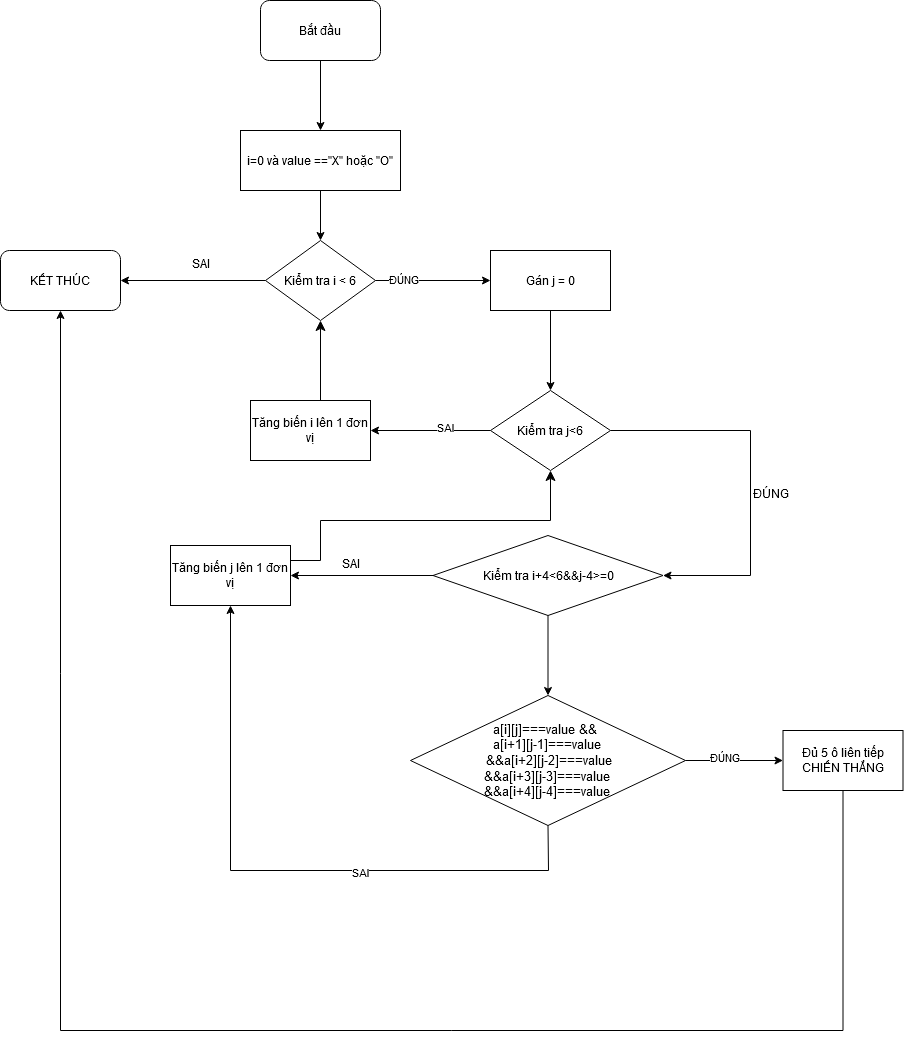 Bắt đầu
i=0 và value =="X" hoặc "O"
KẾT THÚC
SAI
Kiểm tra i < 6
ĐÚNG
Gán j = 0
Tăng biến i lên 1 đơn
vị
SAI
Kiểm tra j<6
ĐÚNG
Tăng biến j lên 1 đơn
vị
SAI
Kiểm tra i+4<6&&j-4>=0
a[i][j]===value &&
a[i+1][j-1]===value
&&a[i+2][j-2]===value
&&a[i+3][j-3]===value
&&a[i+4][j-4]===value
ĐÚNG
Đủ 5 ô liên tiếp
CHIẾN THẮNG
SAI